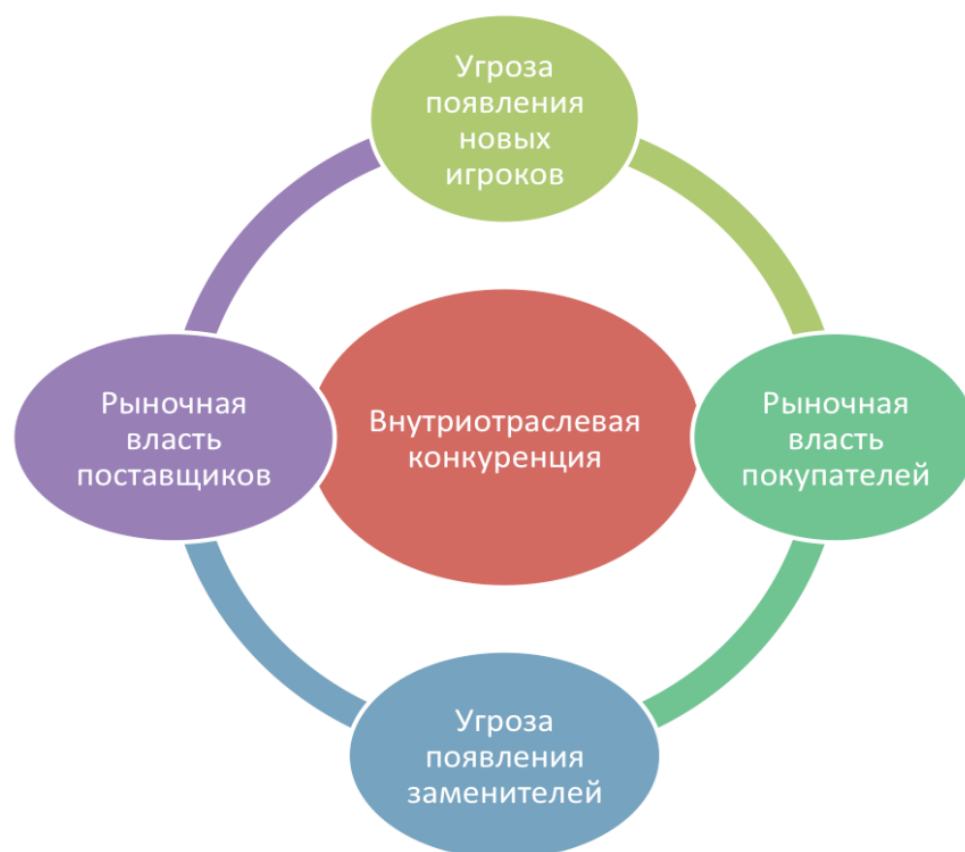 Угроза
появления
новых
игроков
Рыночная
власть
поставщиков
Внутриотраслевая
конкуренция
Рыночная
власть
покупателей
Угроза
появления
заменителей